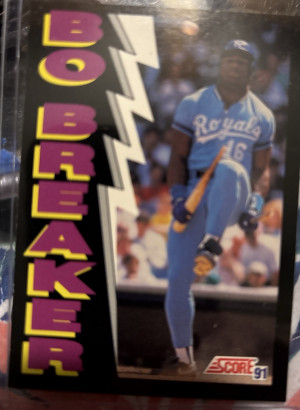 BO BREAKER
Royals
16
SCORE 91